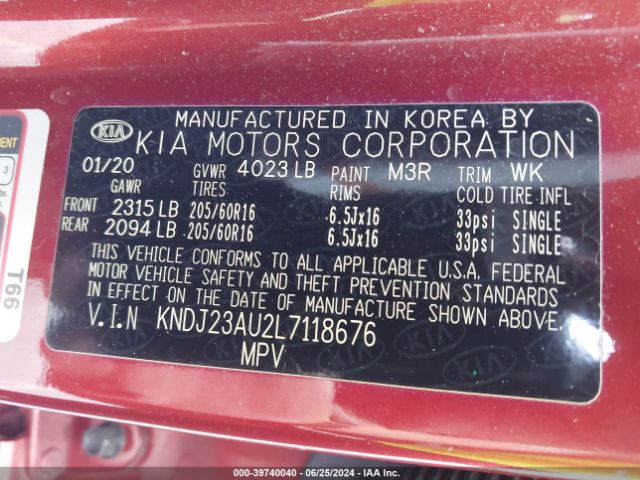 MANUFACTURED IN KOREA BY
KIA KIA MOTORS CORPORATION
01/20 GVWR 4023 LB PAINT M3R TRIM WK
GAWR TIRES RIMS COLD TIRE INFL
FRONT 2315 LB 205/60R16 6.5Jx16 33psi SINGLE
REAR 2094 LB 205/60R16 6.5Jx16 33psi SINGLE
THIS VEHICLE CONFORMS TO ALL APPLICABLE U.S.A. FEDERAL
MOTOR VEHICLE SAFETY AND THEFT PREVENTION STANDARDS
IN EFFECT ON THE DATE OF MANUFACTURE SHOWN ABOVE.
V.I.N KNDJ23AU2L7118676
MPV
T66
3
000-39740040 - 06/25/2024 - IAA Inc.